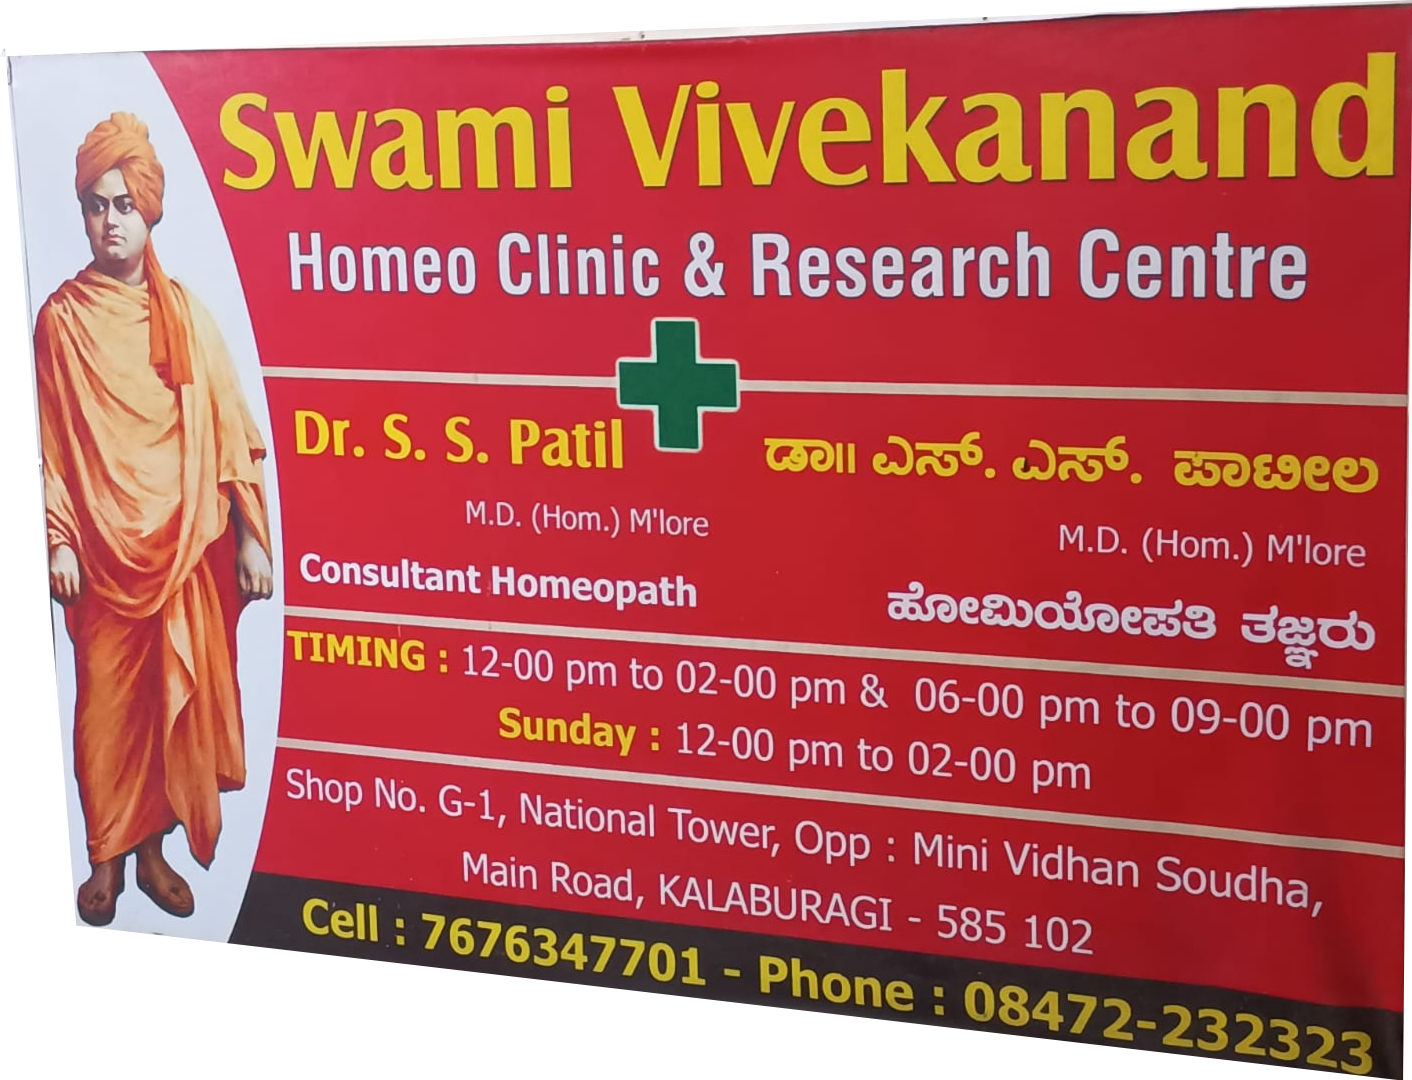 Swami Vivekanand
Homeo Clinic & Research Centre
Dr. S. S. Patil
M.D. (Hom.) M'lore
Consultant Homeopath
ಡಾ॥ ಎಸ್. ಎಸ್. ಪಾಟೀಲ
M.D. (Hom.) M'lore
ಹೋಮಿಯೋಪತಿ ತಜ್ಞರು
TIMING : 12-00 pm to 02-00 pm & 06-00 pm to 09-00 pm
Sunday : 12-00 pm to 02-00 pm
Shop No. G-1, National Tower, Opp : Mini Vidhan Soudha,
Main Road, KALABURAGI - 585 102
Cell : 7676347701 - Phone : 08472-232323